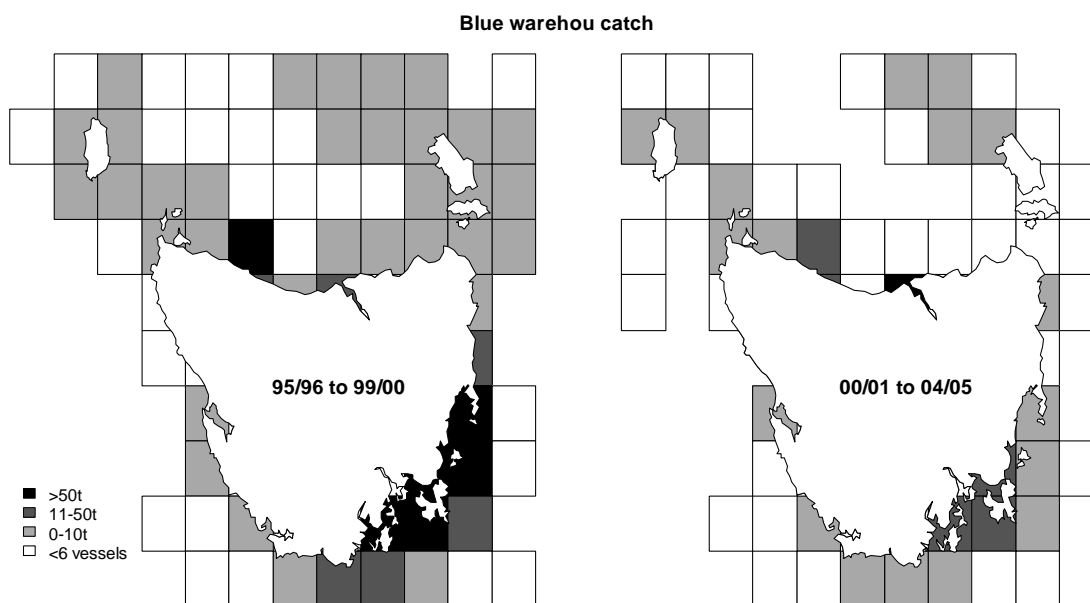 Blue warehou catch
95/96 to 99/00
00/01 to 04/05
>50t
11-50t
0-10t
<6 vessels